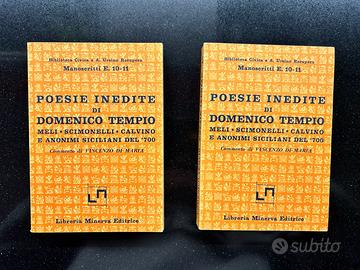 Biblioteca Civica e A. Ursino Recupero
Manoscritti E. 10-11
POESIE INEDITE
DI
DOMENICO TEMPIO
MELI • SCIMONELLI • CALVINO
E ANONIMI SICILIANI DEL '700
Commento di VINCENZO DI MARIA
Libreria Minerva Editrice
Biblioteca Civica e A. Ursino Recupero
Manoscritti E. 10-11
POESIE INEDITE
DI
DOMENICO TEMPIO
MELI • SCIMONELLI • CALVINO
E ANONIMI SICILIANI DEL '700
Commento di VINCENZO DI MARIA
Libreria Minerva Editrice
subito